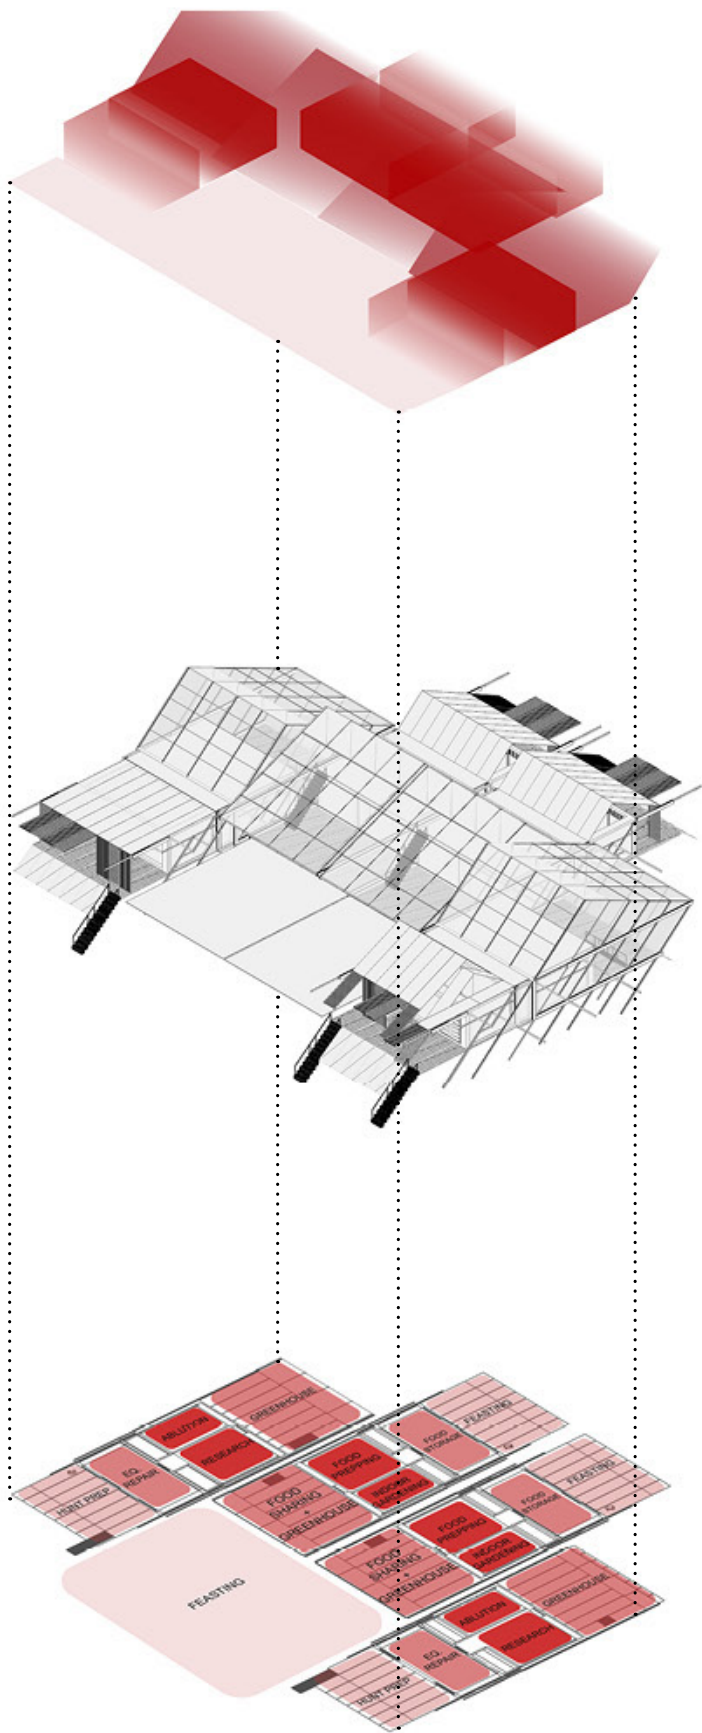 GREENHOUSE
ABLUTION
RESEARCH
EQ.
REPAIR
HUNT PREP
FEASTING
FOOD
STORAGE
FOOD
PREPPING
INDOOR
GARDENING
FOOD
SHARING
+
GREENHOUSE
FEASTING
FOOD
STORAGE
FOOD
PREPPING
INDOOR
GARDENING
FOOD
SHARING
+
GREENHOUSE
FEASTING
GREENHOUSE
ABLUTION
RESEARCH
EQ.
REPAIR
HUNT PREP